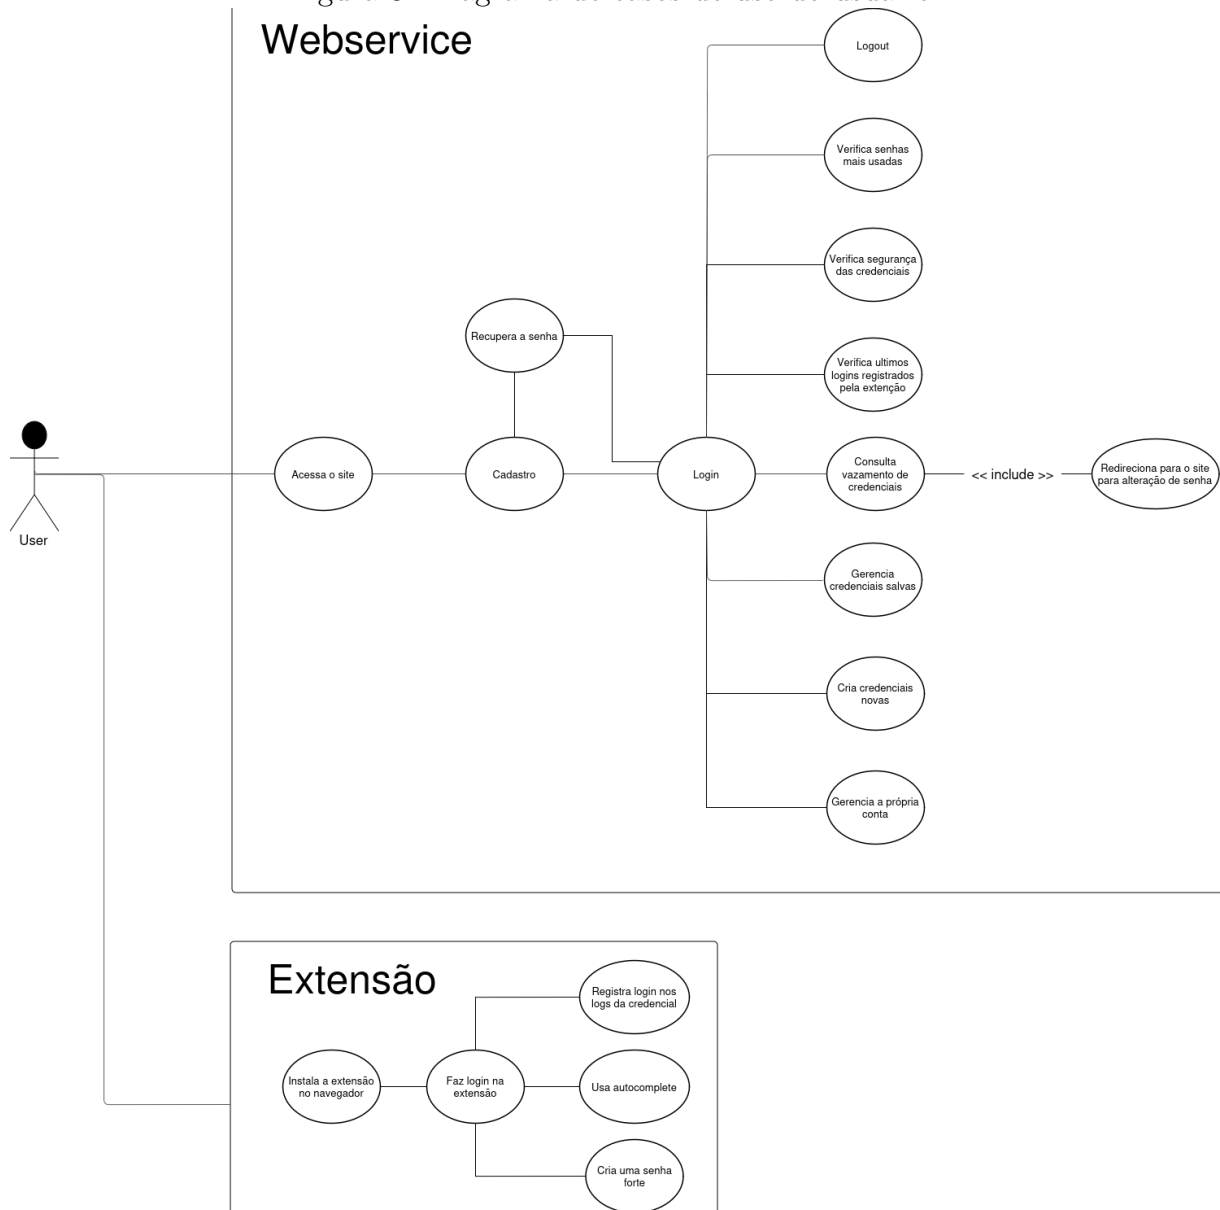 Webservice
Logout
Verifica senhas
mais usadas
Verifica segurança
das credenciais
Recupera a senha
Verifica ultimos
logins registrados
pela extenção
Acessa o site
Cadastro
Login
Consulta
vazamento de
credenciais
<< include >>
Redireciona para o site
para alteração de senha
User
Gerencia
credenciais salvas
Cria credenciais
novas
Gerencia a própria
conta
Extensão
Registra login nos
logs da credencial
Instala a extensão
no navegador
Faz login na
extensão
Usa autocomplete
Cria uma senha
forte